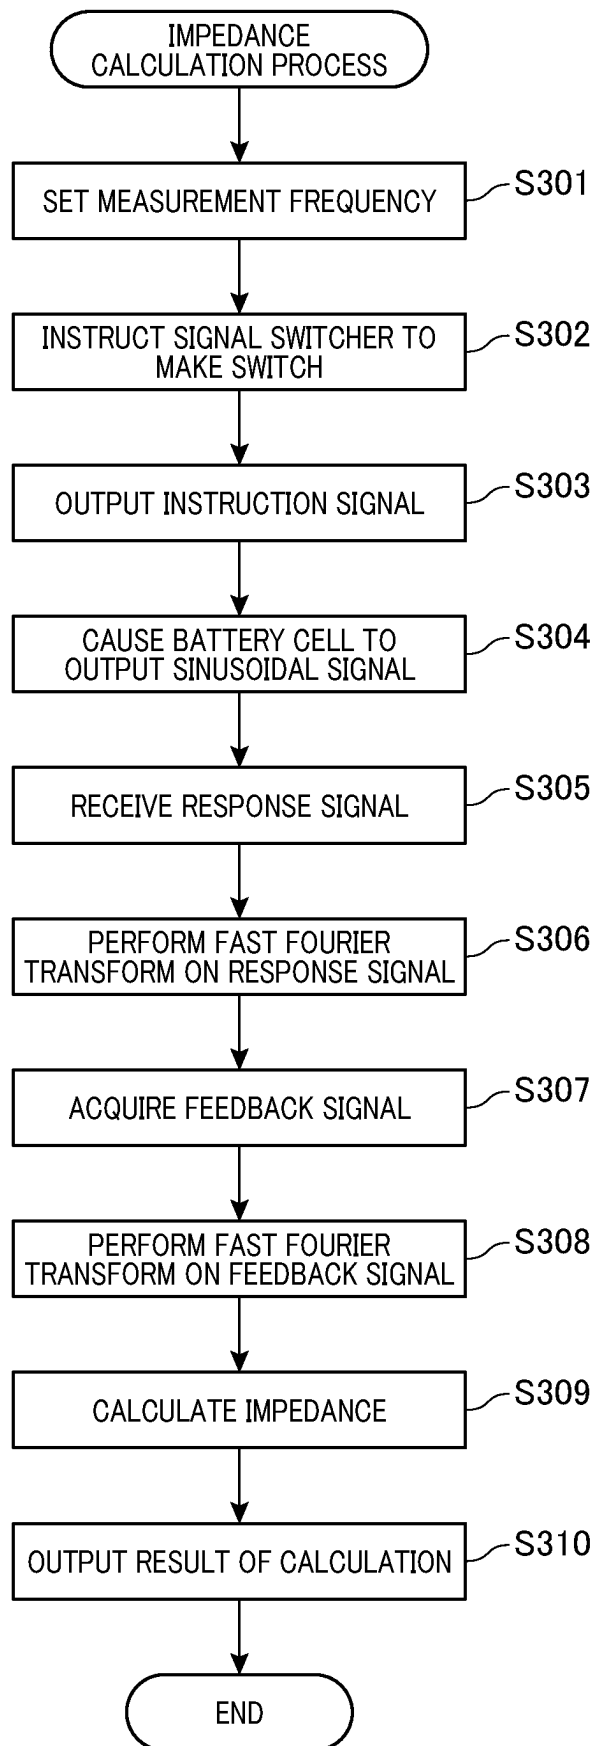 IMPEDANCE
CALCULATION PROCESS
SET MEASUREMENT FREQUENCY
S301
INSTRUCT SIGNAL SWITCHER TO
MAKE SWITCH
S302
OUTPUT INSTRUCTION SIGNAL
S303
CAUSE BATTERY CELL TO
OUTPUT SINUSOIDAL SIGNAL
S304
RECEIVE RESPONSE SIGNAL
S305
PERFORM FAST FOURIER
TRANSFORM ON RESPONSE SIGNAL
S306
ACQUIRE FEEDBACK SIGNAL
S307
PERFORM FAST FOURIER
TRANSFORM ON FEEDBACK SIGNAL
S308
CALCULATE IMPEDANCE
S309
OUTPUT RESULT OF CALCULATION
S310
END